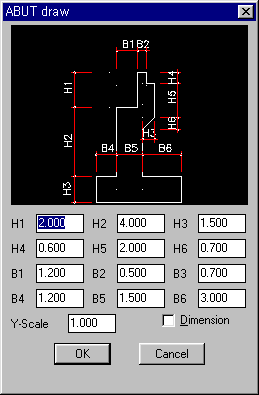 ABUT draw
B1 B2
H1
H4
H5
H2
H6
H3
B4 B5 B6
H3
H1 2.000 H2 4.000 H3 1.500
H4 0.600 H5 2.000 H6 0.700
B1 1.200 B2 0.500 B3 0.700
B4 1.200 B5 1.500 B6 3.000
Y-Scale 1.000 Dimension
OK Cancel